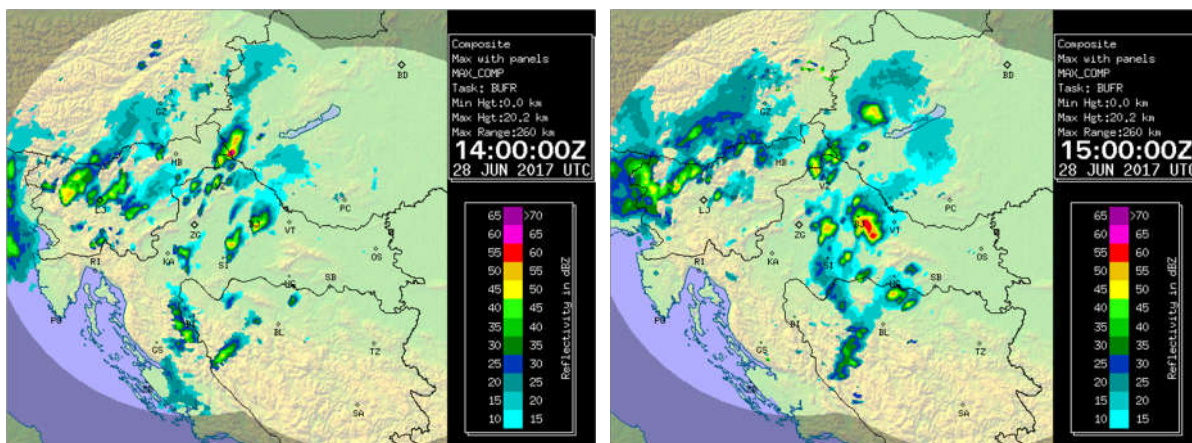 Composite
Max with panels
MAX_COMP
Task: BUFR
Min Hgt:0.0 km
Max Hgt:20.2 km
Max Range:260 km
14:00:00Z
28 JUN 2017 UTC
65 >70
60 65
55 60
50 55
45 50
40 45
35 40
30 35
25 30
20 25
15 20
10 15
Reflectivity in dBZ
BD
GZ
MB
LJ
PC
ZG
VT
OS
RI
KA
SI
SB
PU
GS
BL
TZ
SA
Composite
Max with panels
MAX_COMP
Task: BUFR
Min Hgt:0.0 km
Max Hgt:20.2 km
Max Range:260 km
15:00:00Z
28 JUN 2017 UTC
65 >70
60 65
55 60
50 55
45 50
40 45
35 40
30 35
25 30
20 25
15 20
10 15
Reflectivity in dBZ
BD
GZ
MB
LJ
PC
ZG
BJ
VT
OS
RI
KA
SI
SB
PU
BI
GS
BL
TZ
SA